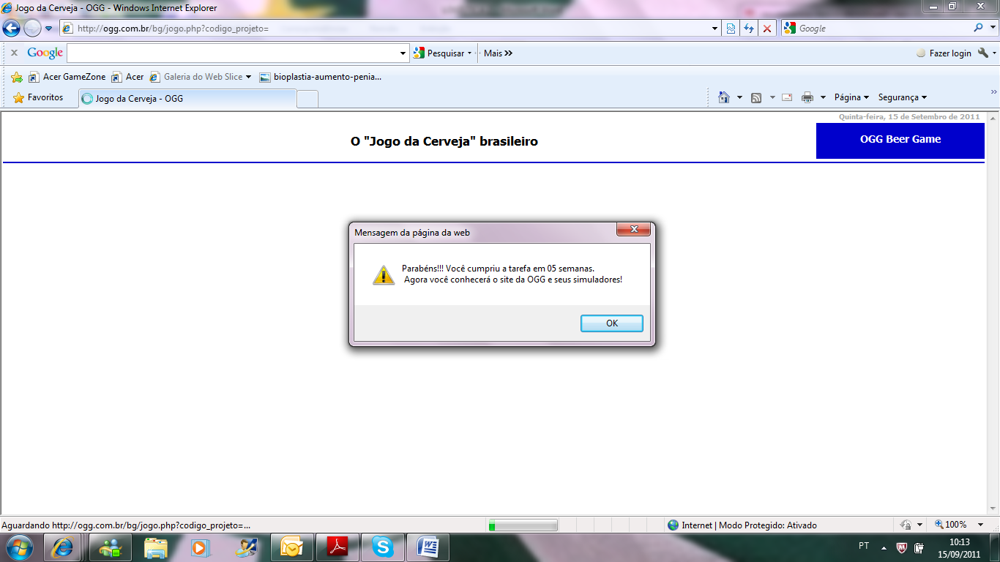 Jogo da Cerveja - OGG - Windows Internet Explorer
http://ogg.com.br/bg/jogo.php?codigo_projeto=
Google
Google
Pesquisar
Mais
Fazer login
Acer GameZone
Acer
Galeria do Web Slice
bioplastia-aumento-penia...
Favoritos
Jogo da Cerveja - OGG
Página
Segurança
Quinta-feira, 15 de Setembro de 2011
O "Jogo da Cerveja" brasileiro
OGG Beer Game
Mensagem da página da web
Parabéns!!! Você cumpriu a tarefa em 05 semanas.
Agora você conhecerá o site da OGG e seus simuladores!
OK
Aguardando http://ogg.com.br/bg/jogo.php?codigo_projeto=...
Internet | Modo Protegido: Ativado
100%
PT
10:13
15/09/2011